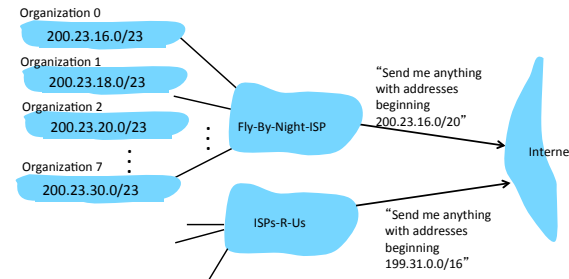 Organization 0
200.23.16.0/23
Organization 1
200.23.18.0/23
Organization 2
200.23.20.0/23
Organization 7
200.23.30.0/23
Fly-By-Night-ISP
“Send me anything
with addresses
beginning
200.23.16.0/20”
Interne
ISPs-R-Us
“Send me anything
with addresses
beginning
199.31.0.0/16”